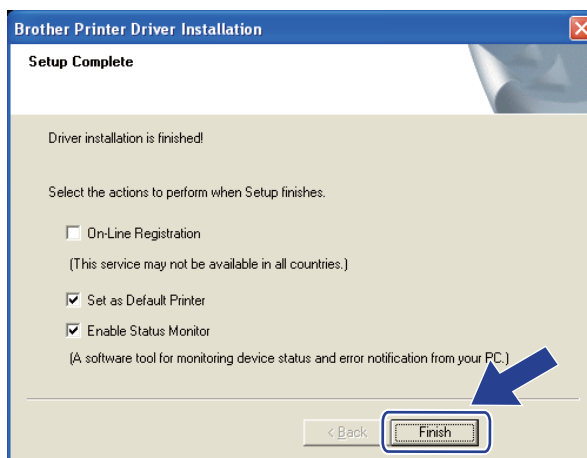 Brother Printer Driver Installation
Setup Complete
Driver installation is finished!
Select the actions to perform when Setup finishes.
On-Line Registration
(This service may not be available in all countries.)
Set as Default Printer
Enable Status Monitor
(A software tool for monitoring device status and error notification from your PC.)
< Back Finish